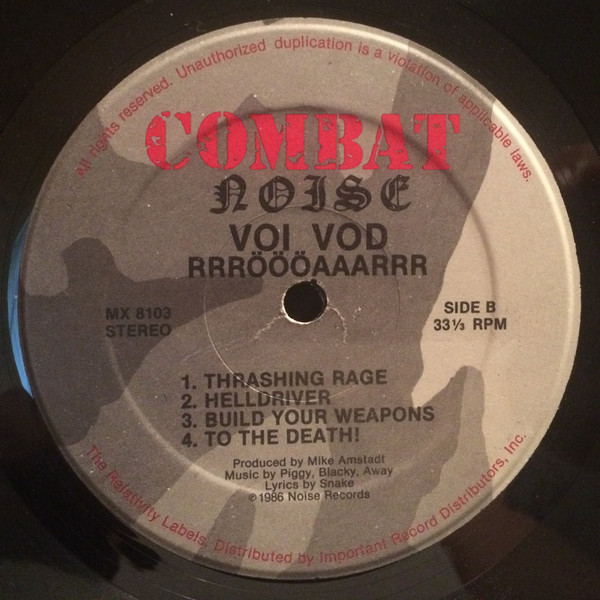 All rights reserved. Unauthorized duplication is a violation of applicable laws.
COMBAT
NOISE
VOI VOD
RRRÖÖÖAAARRR
MX 8103
STEREO
SIDE B
33⅓ RPM
1. THRASHING RAGE
2. HELLDRIVER
3. BUILD YOUR WEAPONS
4. TO THE DEATH!
Produced by Mike Amstadt
Music by Piggy, Blacky, Away
Lyrics by Snake
℗1986 Noise Records
The Relativity Labels. Distributed by Important Record Distributors, Inc.